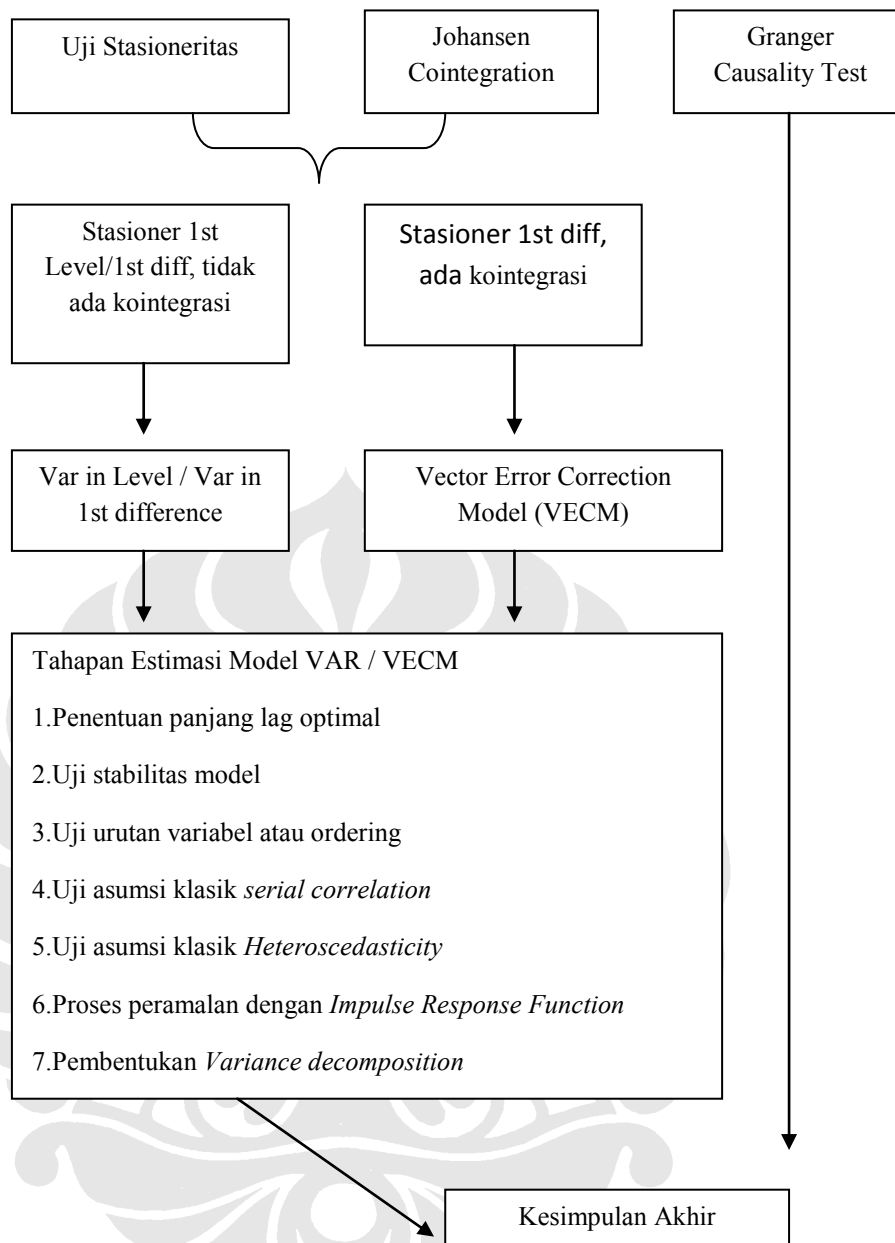 Uji Stasioneritas
Johansen
Cointegration
Granger
Causality Test
Stasioner 1st
Level/1st diff, tidak
ada kointegrasi
Stasioner 1st diff,
ada kointegrasi
Var in Level / Var in
1st difference
Vector Error Correction
Model (VECM)
Tahapan Estimasi Model VAR / VECM
1.Penentuan panjang lag optimal
2.Uji stabilitas model
3.Uji urutan variabel atau ordering
4.Uji asumsi klasik serial correlation
5.Uji asumsi klasik Heteroscedasticity
6.Proses peramalan dengan Impulse Response Function
7.Pembentukan Variance decomposition
Kesimpulan Akhir